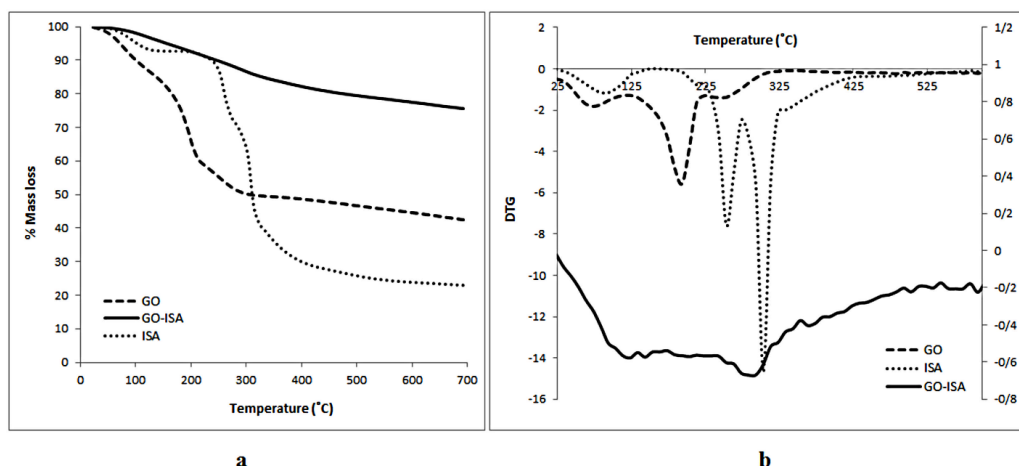 100
90
80
70
60
50
40
30
20
10
0
% Mass loss
GO
GO-ISA
ISA
0 100 200 300 400 500 600 700
Temperature (˚C)
a
2
0
-2
-4
-6
-8
-10
-12
-14
-16
DTG
Temperature (˚C)
25 125 225 325 425 525
1/2
1
0/8
0/6
0/4
0/2
0
-0/2
-0/4
-0/6
-0/8
GO
ISA
GO-ISA
b